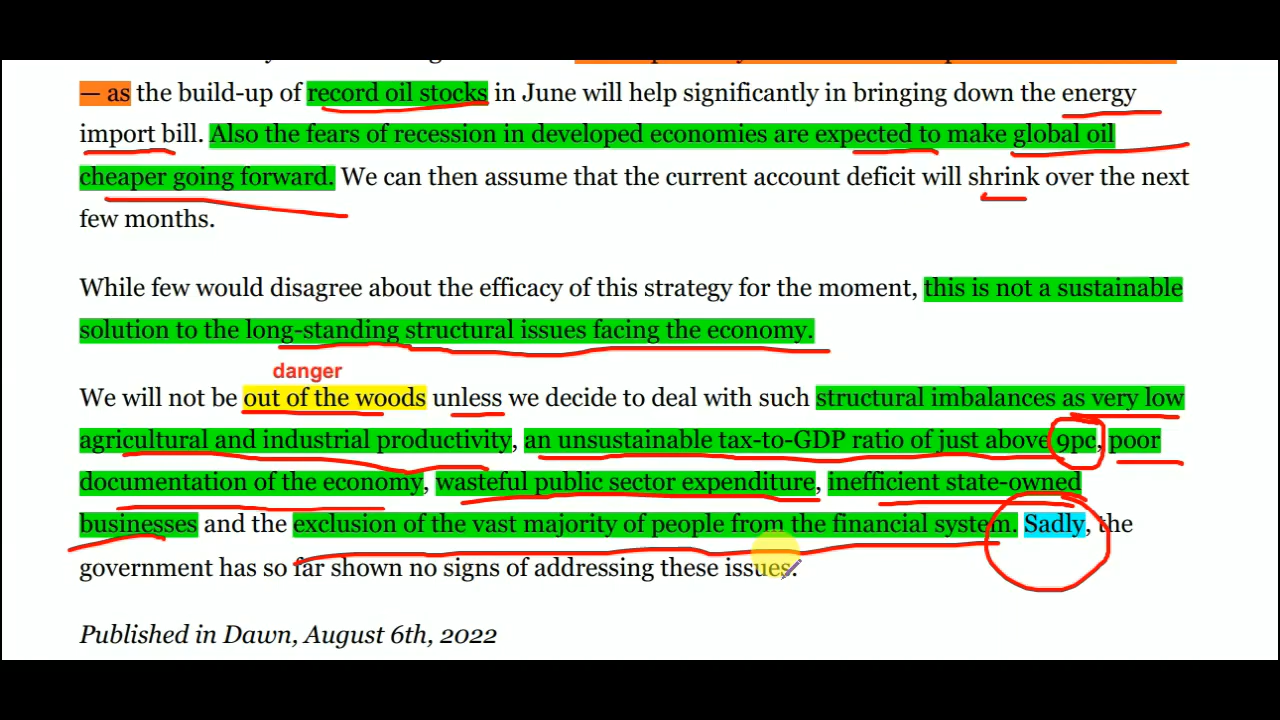 — as the build-up of record oil stocks in June will help significantly in bringing down the energy
import bill. Also the fears of recession in developed economies are expected to make global oil
cheaper going forward. We can then assume that the current account deficit will shrink over the next
few months.
While few would disagree about the efficacy of this strategy for the moment, this is not a sustainable
solution to the long-standing structural issues facing the economy.
danger
We will not be out of the woods unless we decide to deal with such structural imbalances as very low
agricultural and industrial productivity, an unsustainable tax-to-GDP ratio of just above 9pc, poor
documentation of the economy, wasteful public sector expenditure, inefficient state-owned
businesses and the exclusion of the vast majority of people from the financial system. Sadly, the
government has so far shown no signs of addressing these issues.
Published in Dawn, August 6th, 2022